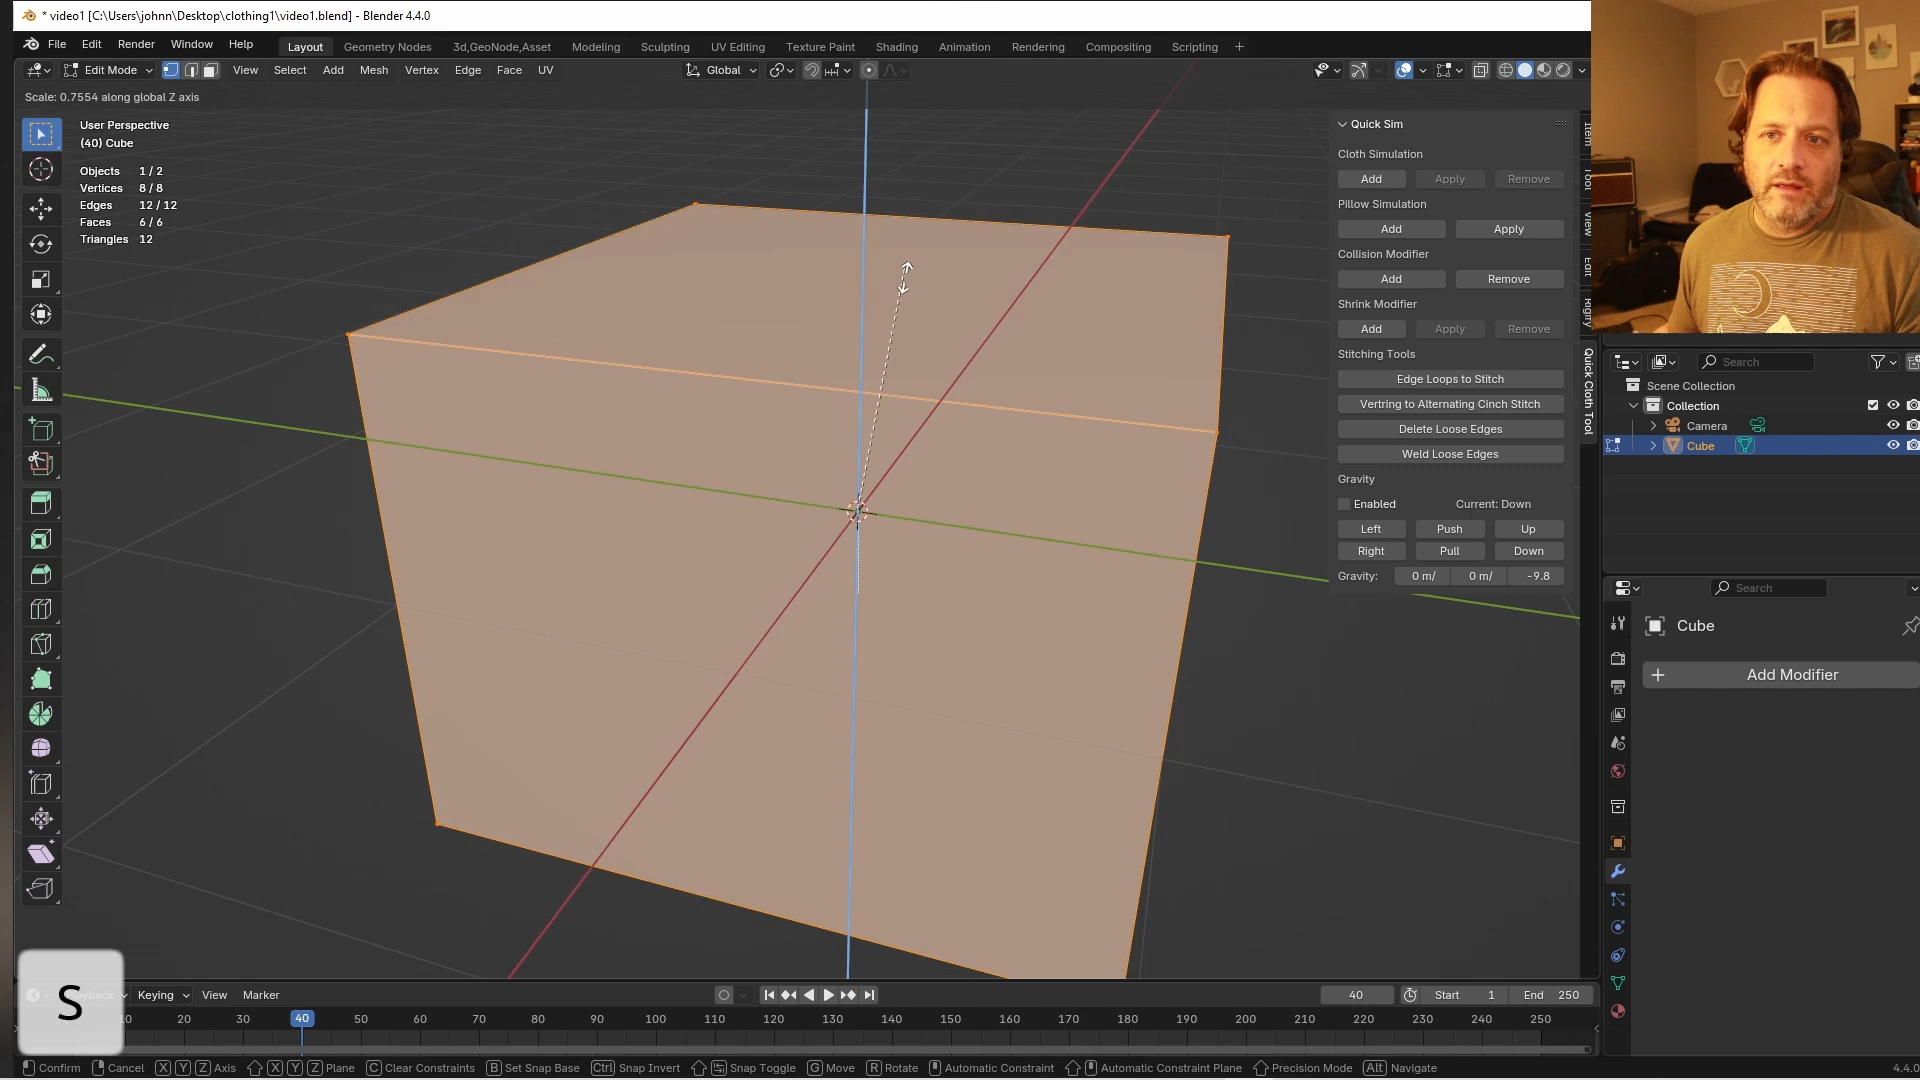 * video1 [C:\Users\johnn\Desktop\clothing1\video1.blend] - Blender 4.4.0
File Edit Render Window Help Layout Geometry Nodes 3d,GeoNode,Asset Modeling Sculpting UV Editing Texture Paint Shading Animation Rendering Compositing Scripting +
Edit Mode View Select Add Mesh Vertex Edge Face UV Global
Scale: 0.7554 along global Z axis
User Perspective
(40) Cube
Objects 1 / 2
Vertices 8 / 8
Edges 12 / 12
Faces 6 / 6
Triangles 12
Quick Sim
Cloth Simulation
Add Apply Remove
Pillow Simulation
Add Apply
Collision Modifier
Add Remove
Shrink Modifier
Add Apply Remove
Stitching Tools
Edge Loops to Stitch
Vertring to Alternating Cinch Stitch
Delete Loose Edges
Weld Loose Edges
Gravity
Enabled Current: Down
Left Push Up
Right Pull Down
Gravity: 0 m/ 0 m/ -9.8
Item
Tool
View
Edit
Rigify
Quick Cloth Tool
Search
Scene Collection
Collection
Camera
Cube
Search
Cube
+ Add Modifier
S
Keying View Marker 40 Start 1 End 250
10 20 30 40 50 60 70 80 90 100 110 120 130 140 150 160 170 180 190 200 210 220 230 240 250
Confirm Cancel X Y Z Axis X Y Z Plane C Clear Constraints B Set Snap Base Ctrl Snap Invert Snap Toggle G Move R Rotate Automatic Constraint Automatic Constraint Plane Precision Mode Alt Navigate 4.4.0